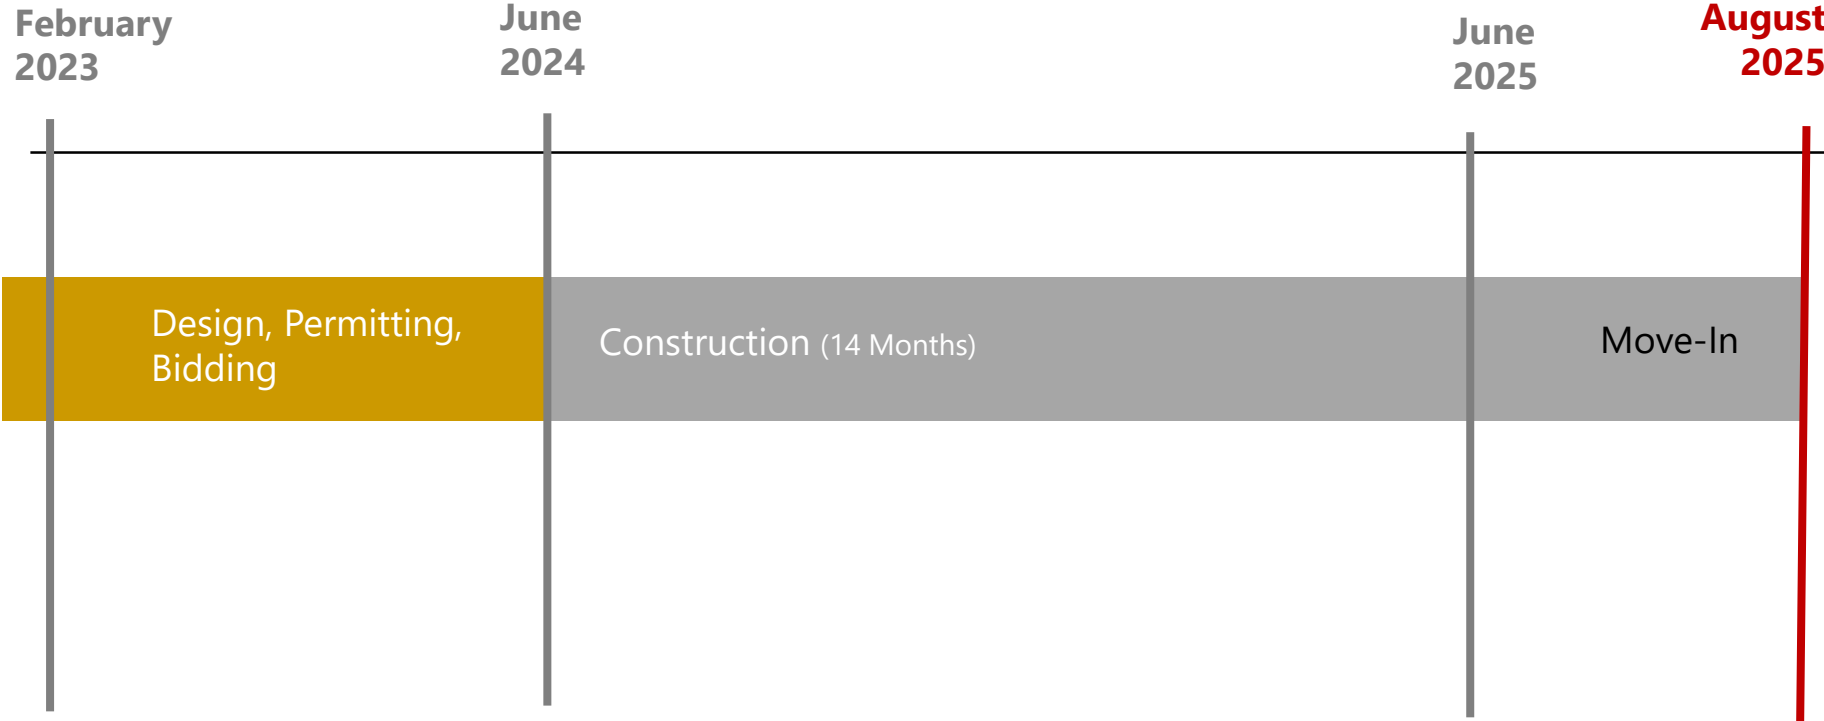 February
2023
June
2024
June
2025
August
2025
Design, Permitting,
Bidding
Construction (14 Months)
Move-In